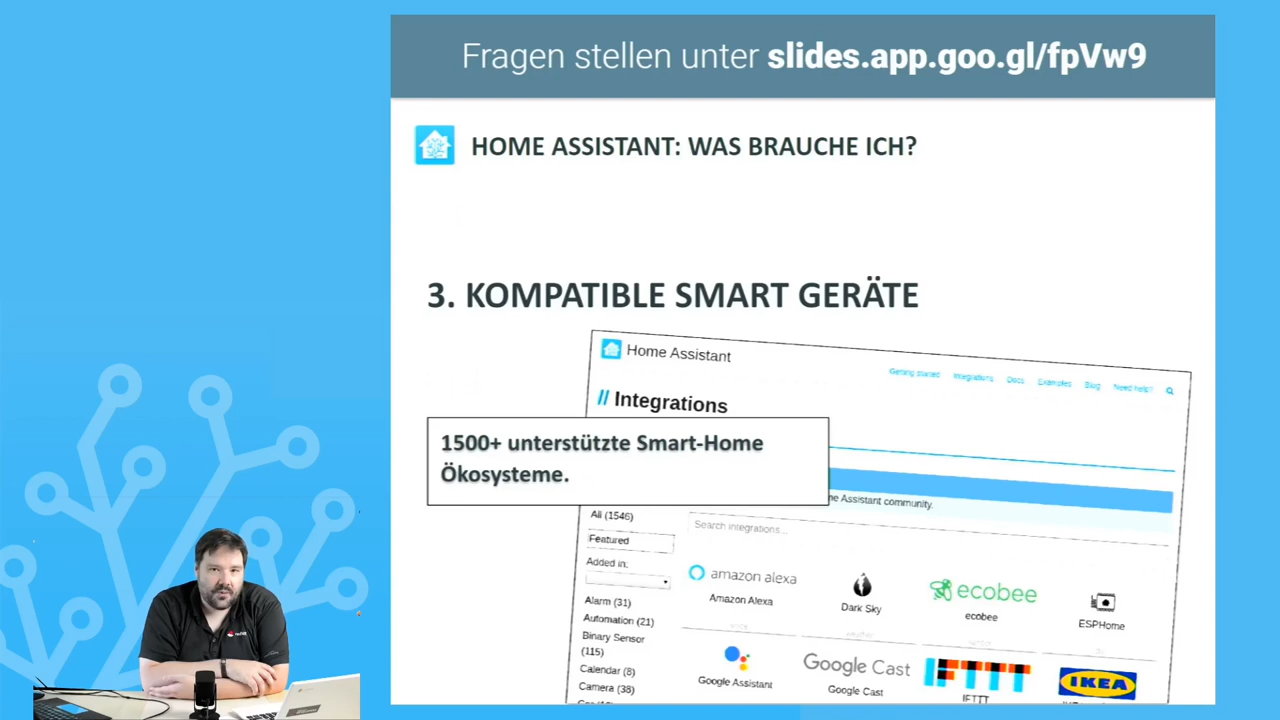 Fragen stellen unter slides.app.goo.gl/fpVw9
HOME ASSISTANT: WAS BRAUCHE ICH?
3. KOMPATIBLE SMART GERÄTE
Home Assistant
Getting started Integrations Docs Examples Blog Need help?
// Integrations
1500+ unterstützte Smart-Home
Ökosysteme.
Assistant community.
All (1546)
Search integrations...
Featured
Added in:
amazon alexa
Amazon Alexa
Dark Sky
ecobee
ecobee
ESPHome
Alarm (31)
Automation (21)
Binary Sensor
(115)
Calendar (8)
Camera (38)
Google Assistant
Google Cast
Google Cast
IFTTT
IFTTT
IKEA